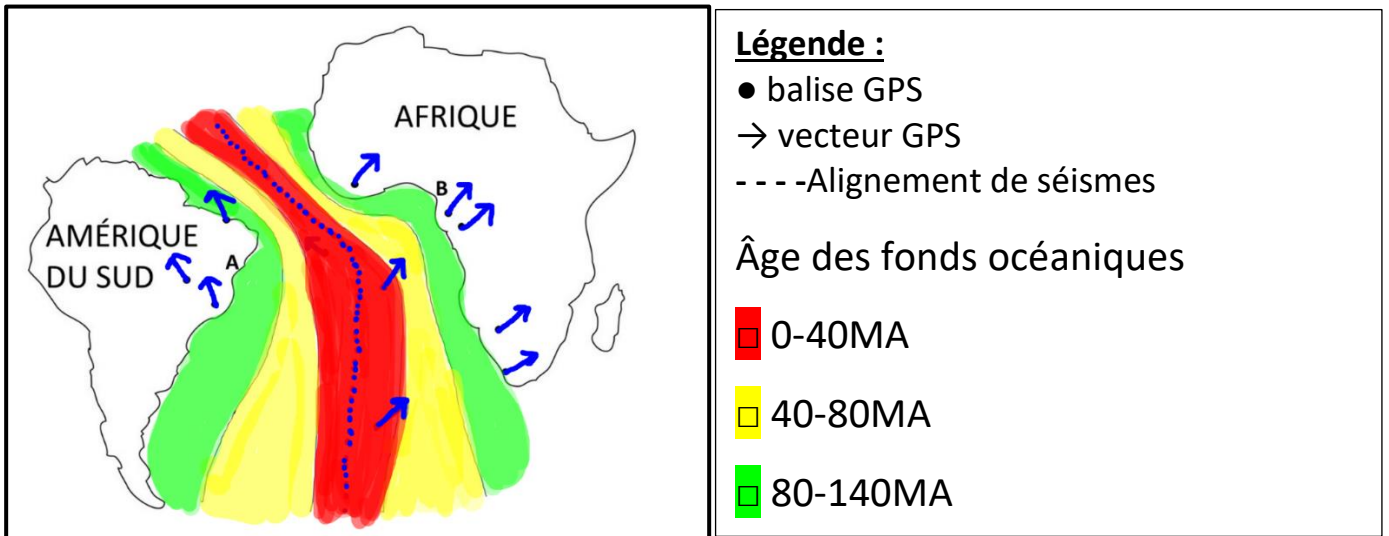 AFRIQUE
B
AMÉRIQUE
DU SUD
A
Légende :
● balise GPS
→ vecteur GPS
- - - -Alignement de séismes
Âge des fonds océaniques
□ 0-40MA
□ 40-80MA
□ 80-140MA